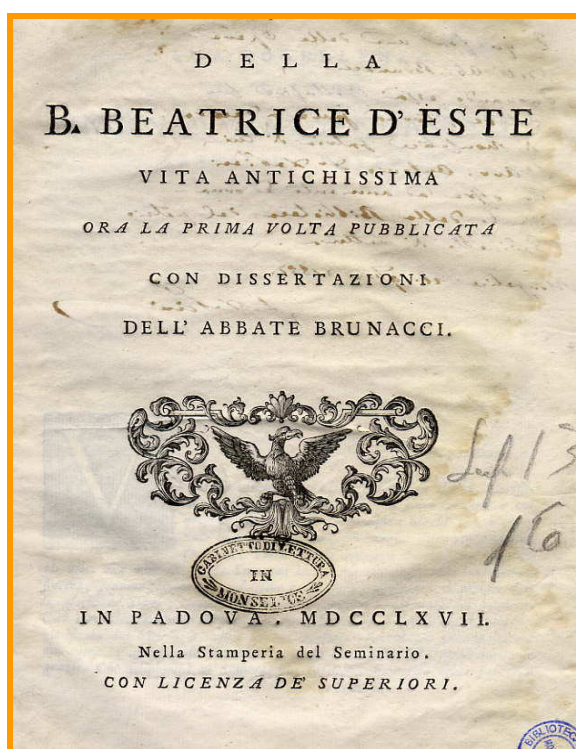 DELLA
B. BEATRICE D'ESTE
VITA ANTICHISSIMA
ORA LA PRIMA VOLTA PUBBLICATA
CON DISSERTAZIONI
DELL' ABBATE BRUNACCI.
GABINETTO DI LETTURA
IN
MONSELICE
IN PADOVA. MDCCLXVII.
Nella Stamperia del Seminario.
CON LICENZA DE' SUPERIORI.
BIBLIOTECA